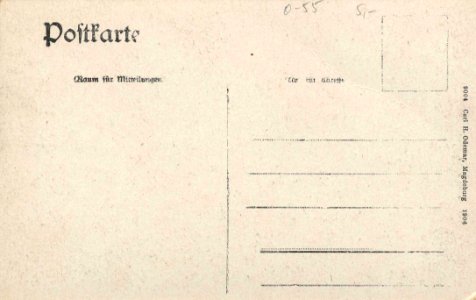 0-55 5,-
Postkarte
Raum für Mitteilungen
Für die Adresse
9004 Carl H. Odemar, Magdeburg 1906